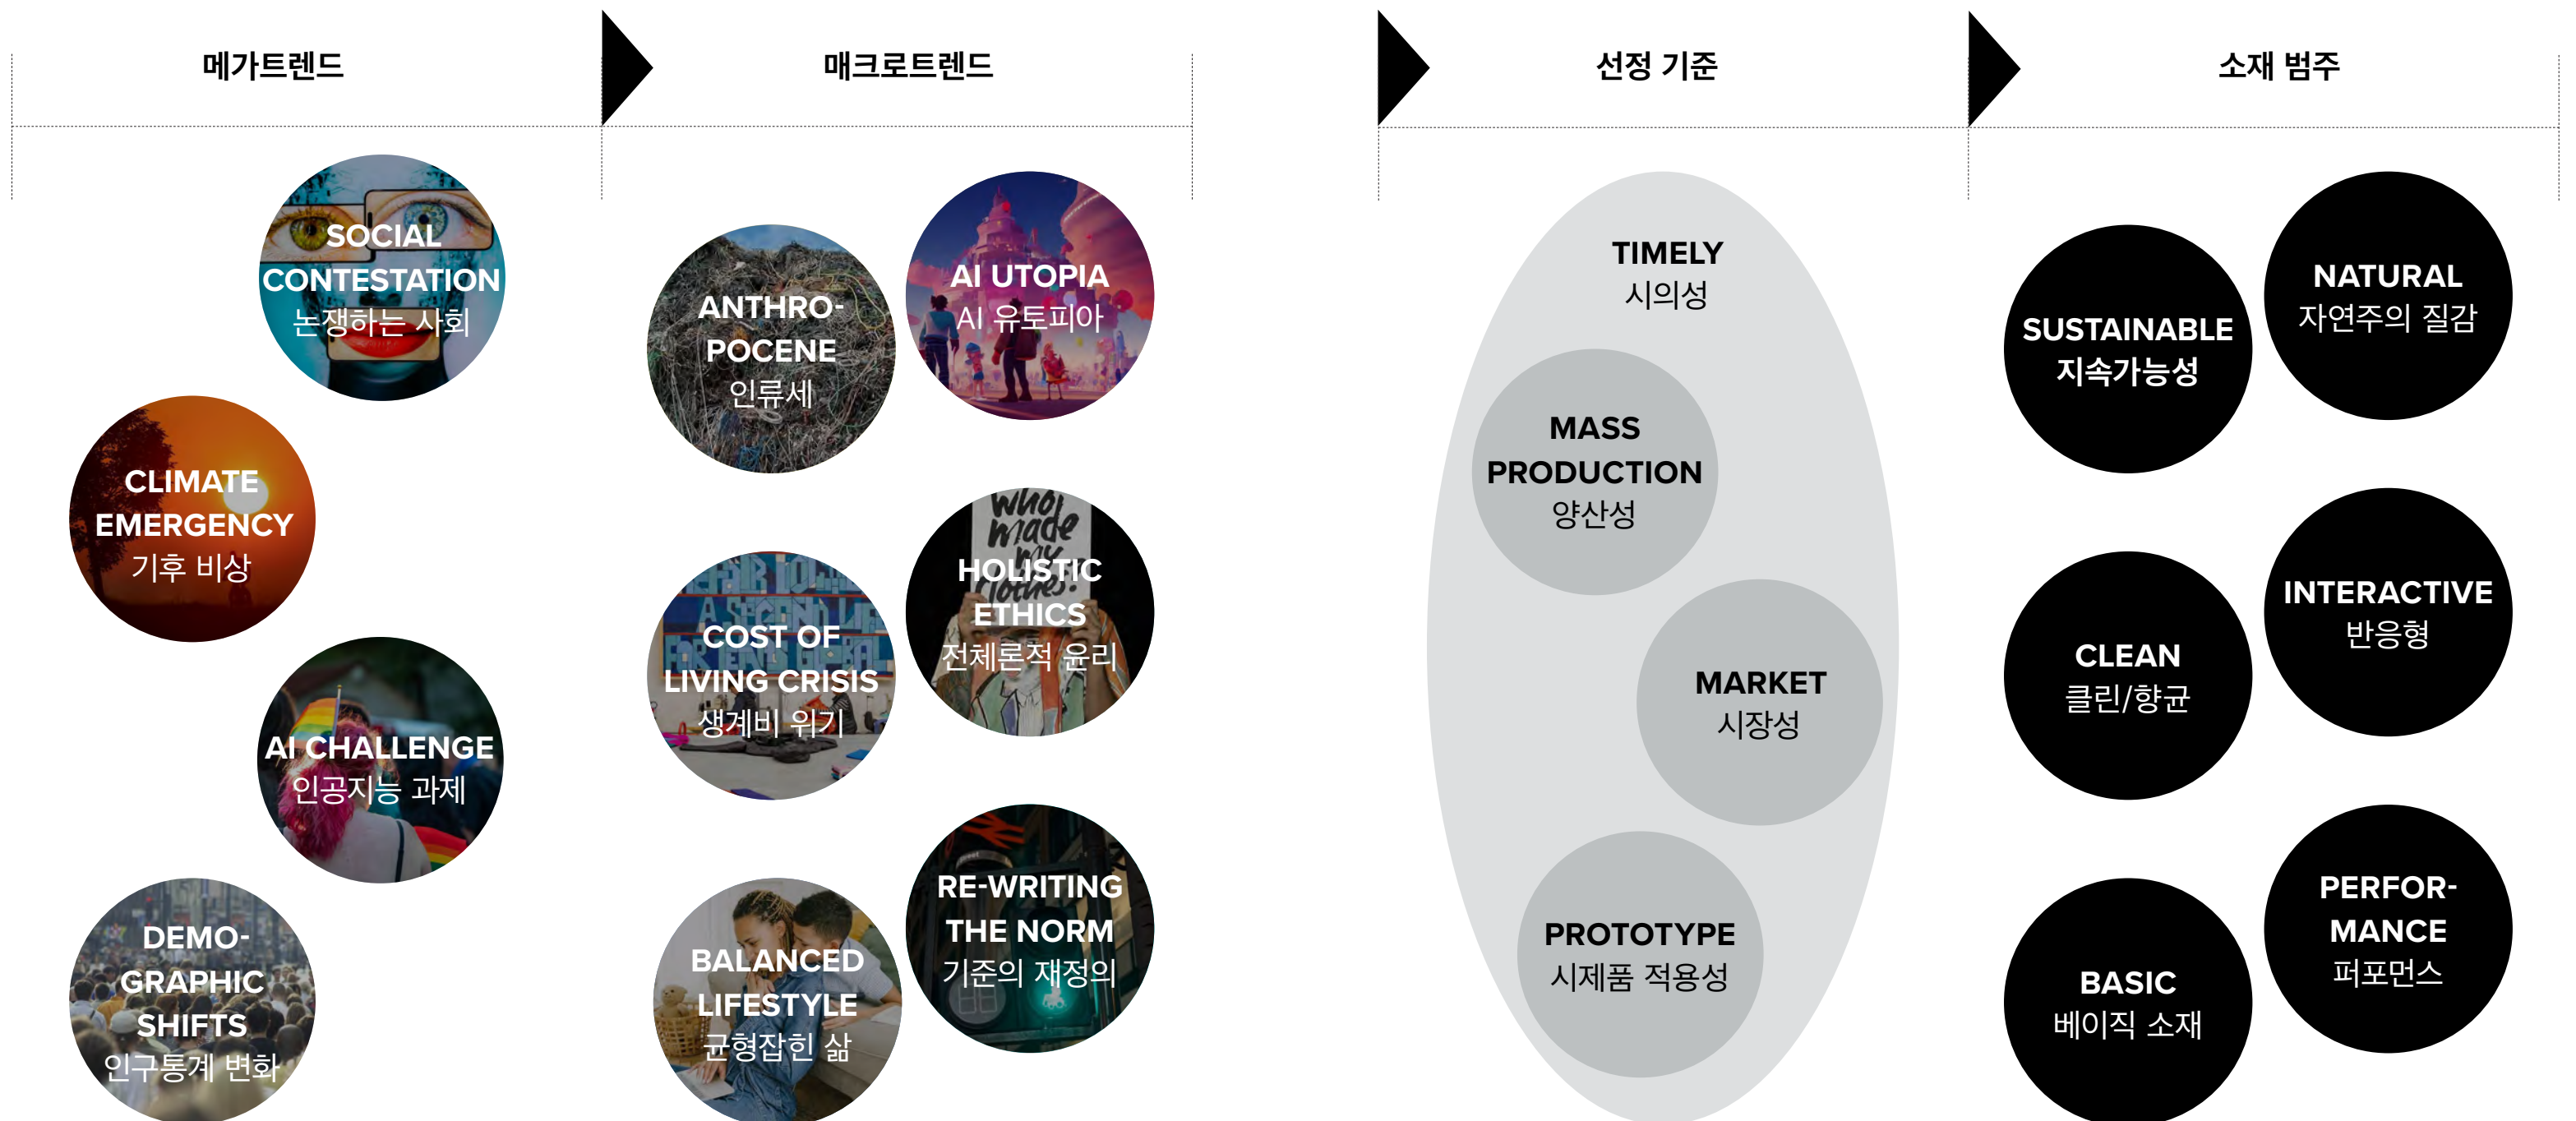 메가트렌드
매크로트렌드
선정 기준
소재 범주
SOCIAL
CONTESTATION
논쟁하는 사회
CLIMATE
EMERGENCY
기후 비상
AI CHALLENGE
인공지능 과제
DEMO-
GRAPHIC
SHIFTS
인구통계 변화
ANTHRO-
POCENE
인류세
AI UTOPIA
AI 유토피아
who
made
my
clothes?
HOLISTIC
ETHICS
전체론적 윤리
A SECOND LIFE
COST OF
LIVING CRISIS
생계비 위기
RE-WRITING
THE NORM
기준의 재정의
BALANCED
LIFESTYLE
균형잡힌 삶
TIMELY
시의성
MASS
PRODUCTION
양산성
MARKET
시장성
PROTOTYPE
시제품 적용성
SUSTAINABLE
지속가능성
NATURAL
자연주의 질감
CLEAN
클린/향균
INTERACTIVE
반응형
BASIC
베이직 소재
PERFOR-
MANCE
퍼포먼스